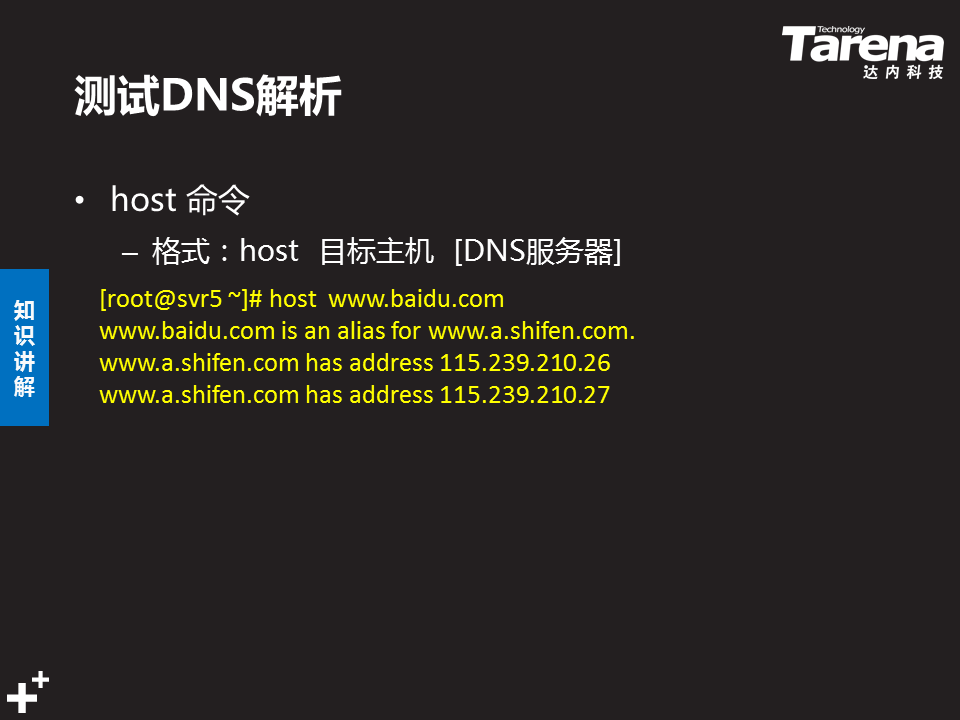 Technology
Tarena
达内科技
测试DNS解析
• host 命令
– 格式：host 目标主机 [DNS服务器]
[root@svr5 ~]# host www.baidu.com
www.baidu.com is an alias for www.a.shifen.com.
www.a.shifen.com has address 115.239.210.26
www.a.shifen.com has address 115.239.210.27
知
识
讲
解